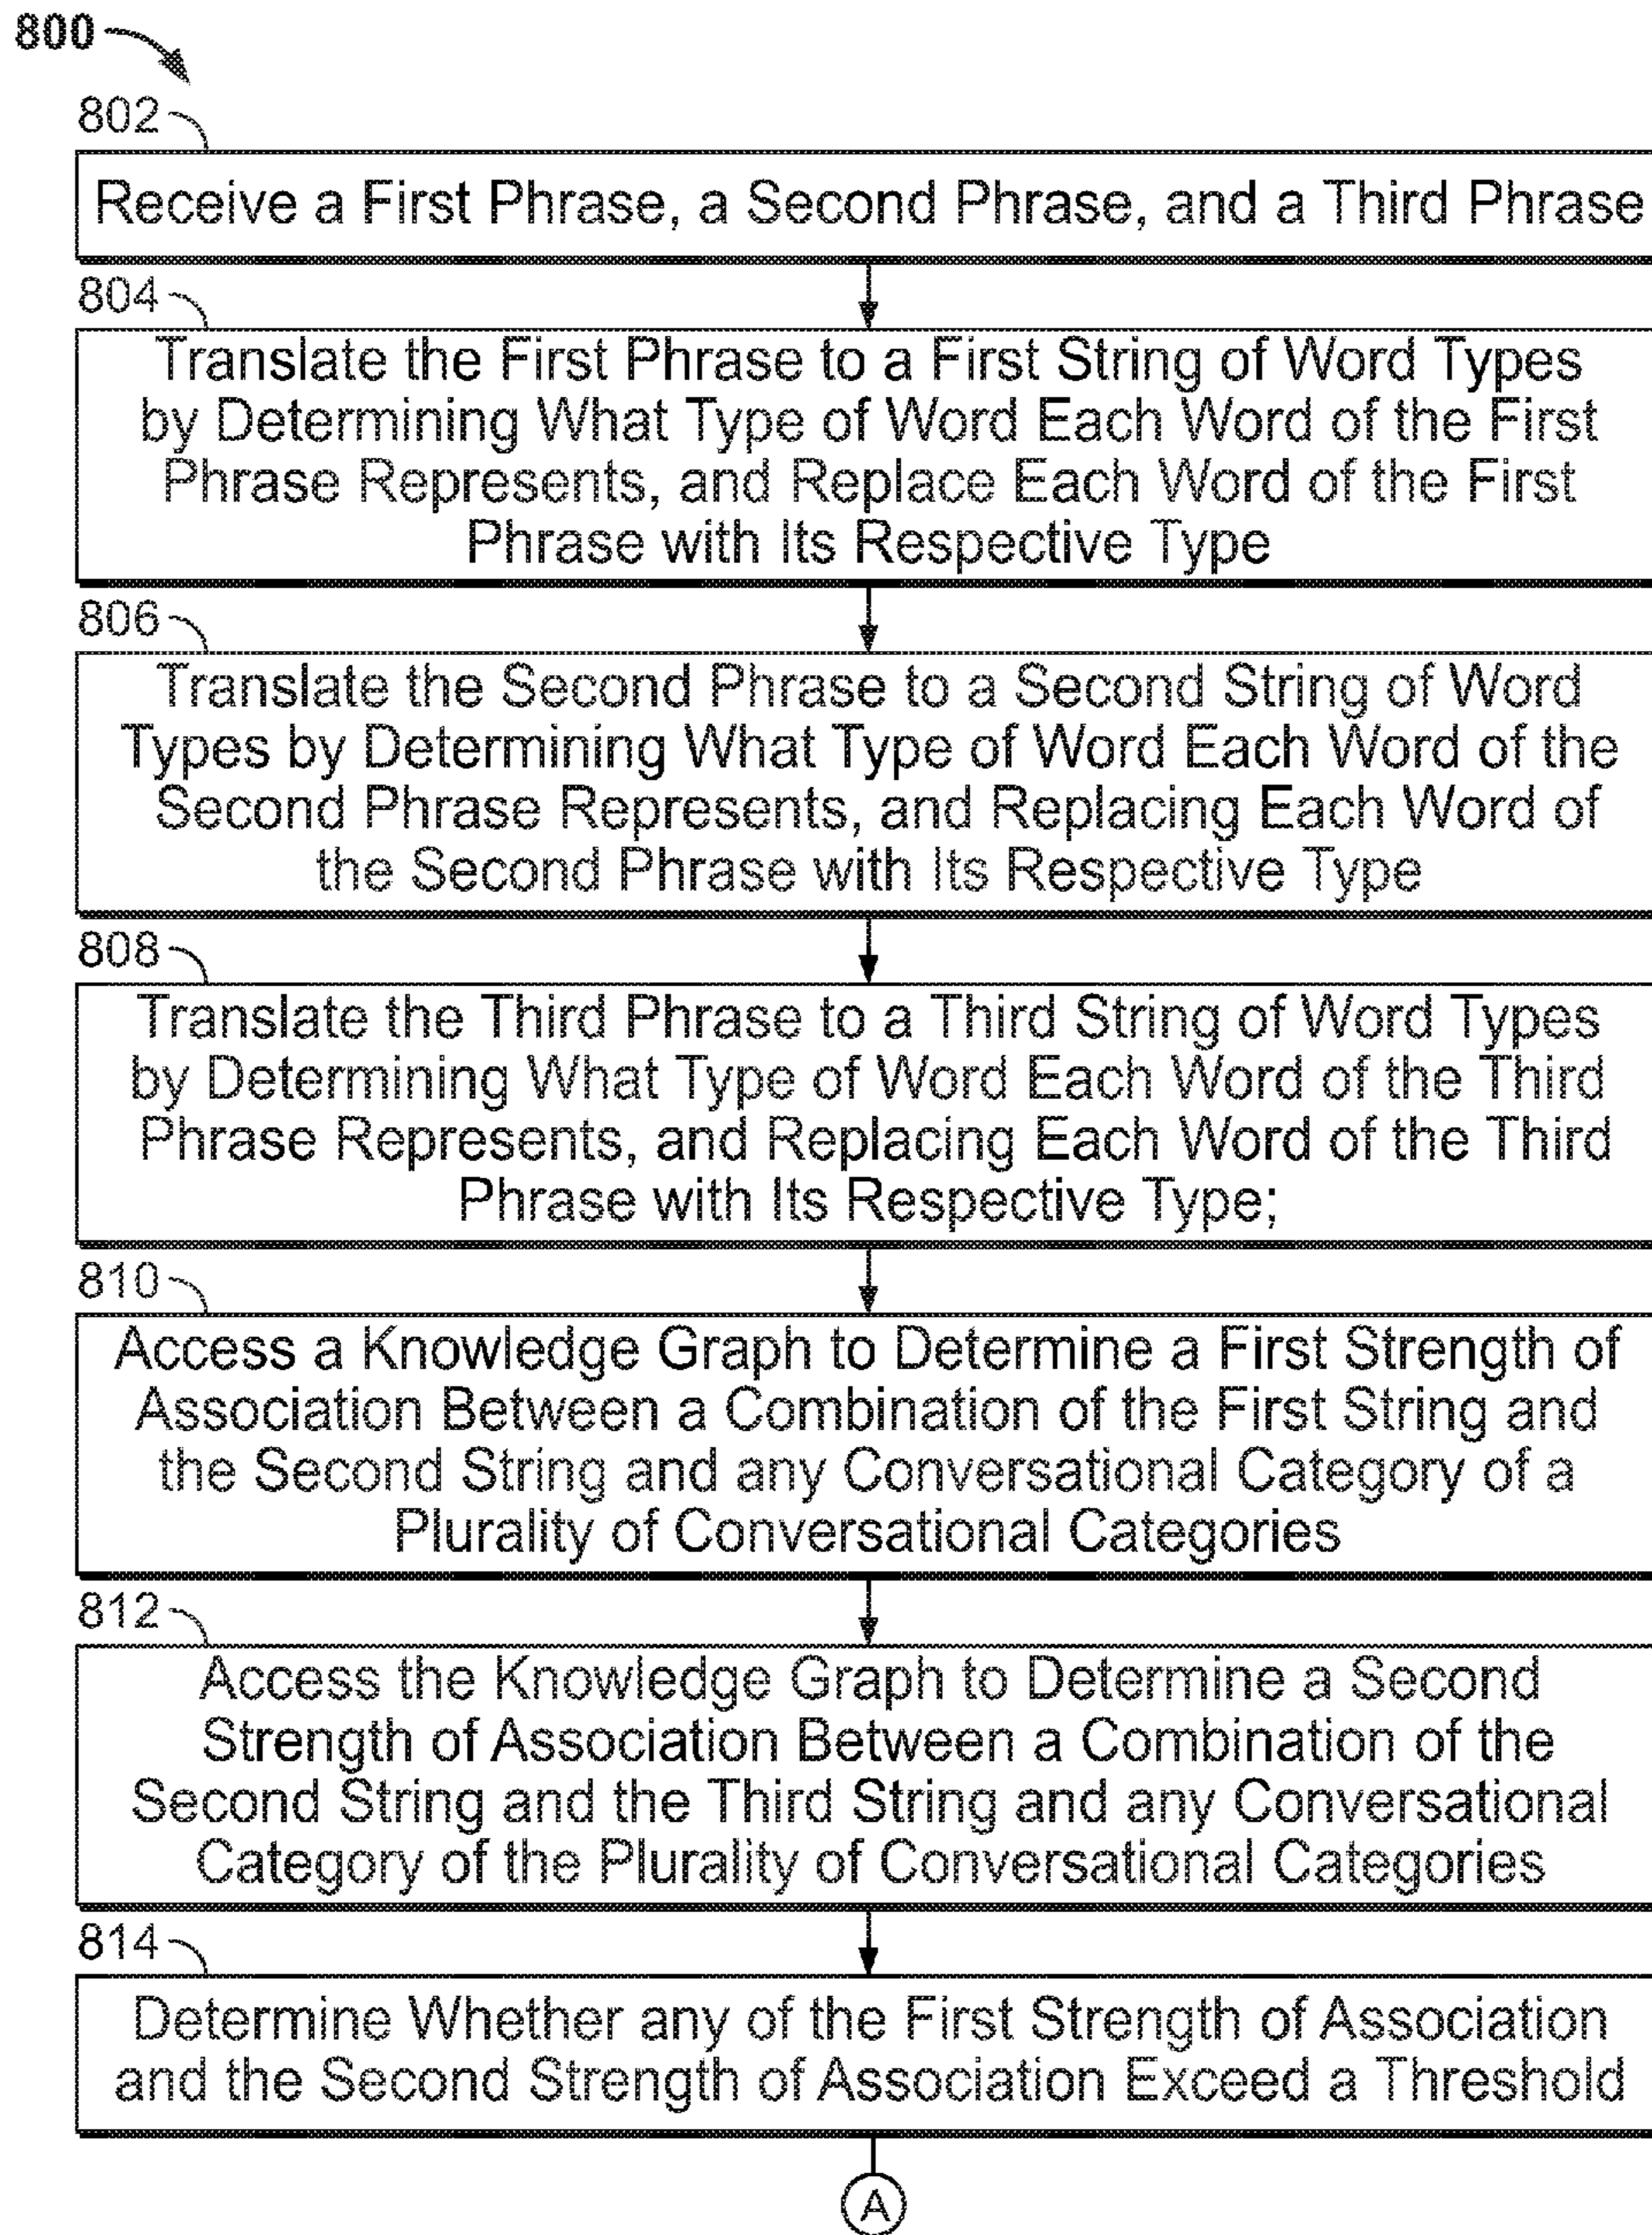 800
802
Receive a First Phrase, a Second Phrase, and a Third Phrase
804
Translate the First Phrase to a First String of Word Types
by Determining What Type of Word Each Word of the First
Phrase Represents, and Replace Each Word of the First
Phrase with Its Respective Type
806
Translate the Second Phrase to a Second String of Word
Types by Determining What Type of Word Each Word of the
Second Phrase Represents, and Replacing Each Word of
the Second Phrase with Its Respective Type
808
Translate the Third Phrase to a Third String of Word Types
by Determining What Type of Word Each Word of the Third
Phrase Represents, and Replacing Each Word of the Third
Phrase with Its Respective Type;
810
Access a Knowledge Graph to Determine a First Strength of
Association Between a Combination of the First String and
the Second String and any Conversational Category of a
Plurality of Conversational Categories
812
Access the Knowledge Graph to Determine a Second
Strength of Association Between a Combination of the
Second String and the Third String and any Conversational
Category of the Plurality of Conversational Categories
814
Determine Whether any of the First Strength of Association
and the Second Strength of Association Exceed a Threshold
A